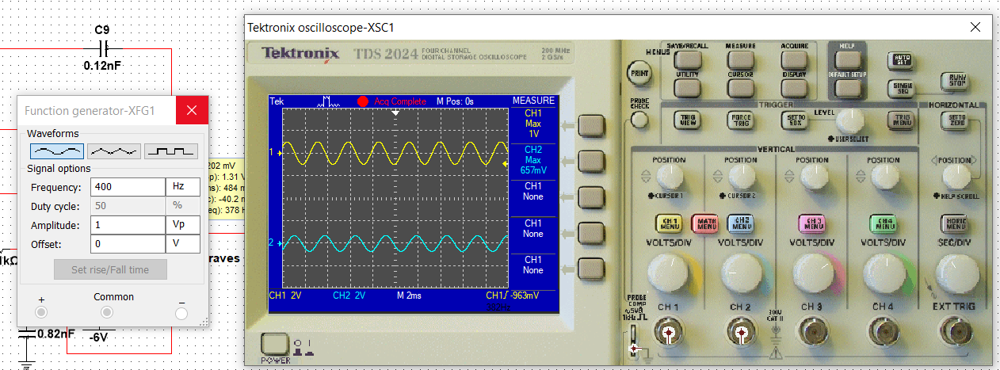 C9
0.12nF
Function generator-XFG1
Waveforms
Signal options
Frequency: 400 Hz
Duty cycle: 50 %
Amplitude: 1 Vp
Offset: 0 V
Set rise/Fall time
+ Common −
202 mV
p): 1.31 V
ms): 484 m
c): -40.2 m
eq): 378 H
1kΩ
raves
0.82nF
-6V
Tektronix oscilloscope-XSC1
Tektronix TDS 2024 FOUR CHANNEL
DIGITAL STORAGE OSCILLOSCOPE
200 MHz
2 GS/s
Tek Acq Complete M Pos: 0s MEASURE
CH1
Max
1V
CH2
Max
657mV
CH1
None
CH1
None
CH1
None
1
2
CH1 2V CH2 2V M 2ms CH1 -963mV
POWER
O I
MENUS
SAVE/RECALL MEASURE ACQUIRE HELP
UTILITY CURSOR DISPLAY DEFAULT SETUP
PRINT
AUTO SET
SINGLE SEQ
RUN/STOP
PROBE CHECK
TRIGGER
TRIG VIEW
FORCE TRIG
SET TO 50%
LEVEL
USER SELECT
TRIG MENU
HORIZONTAL
SET TO ZERO
VERTICAL
POSITION POSITION POSITION POSITION POSITION
CURSOR 1 CURSOR 2 HELP SCROLL
CH 1 MENU
MATH MENU
CH 2 MENU
CH 3 MENU
CH 4 MENU
HORIZ MENU
VOLTS/DIV VOLTS/DIV VOLTS/DIV VOLTS/DIV SEC/DIV
CH 1 CH 2 CH 3 CH 4 EXT TRIG
PROBE COMP
~5V
1kHz
300V
CAT II